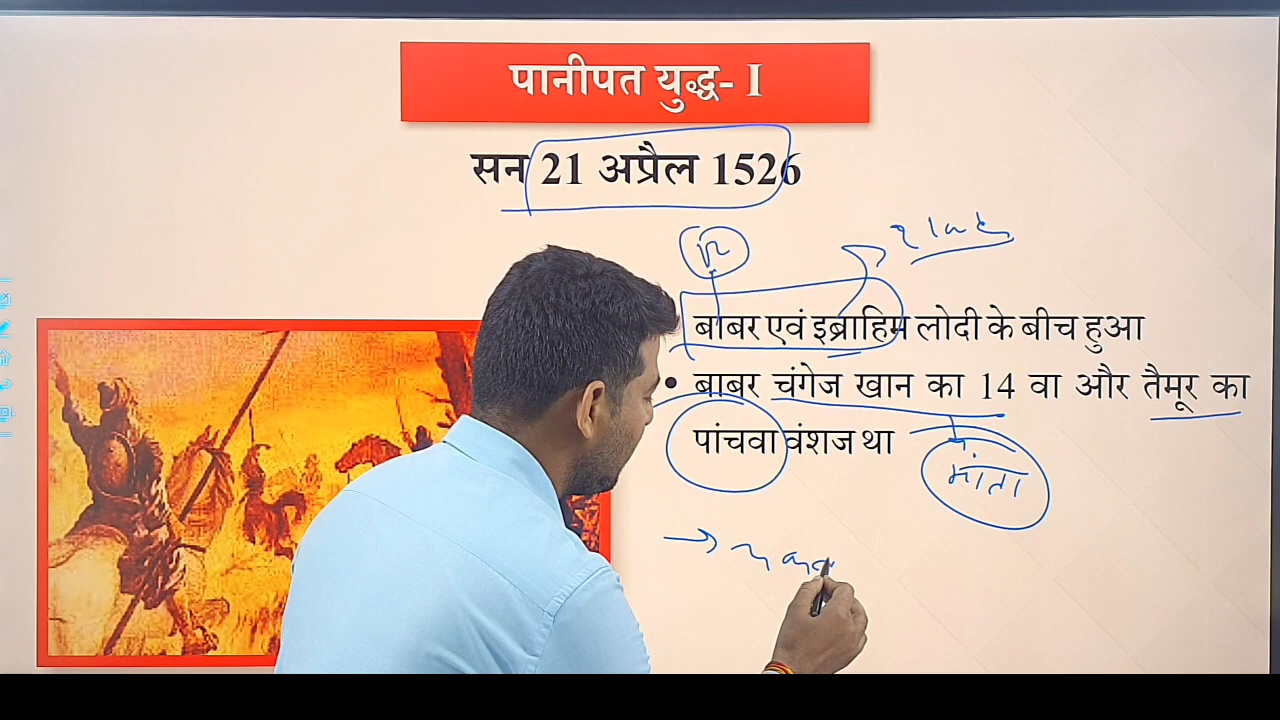 पानीपत युद्ध- I
सन 21 अप्रैल 1526
बाबर एवं इब्राहिम लोदी के बीच हुआ
• बाबर चंगेज खान का 14 वा और तैमूर का
पांचवा वंशज था
माता